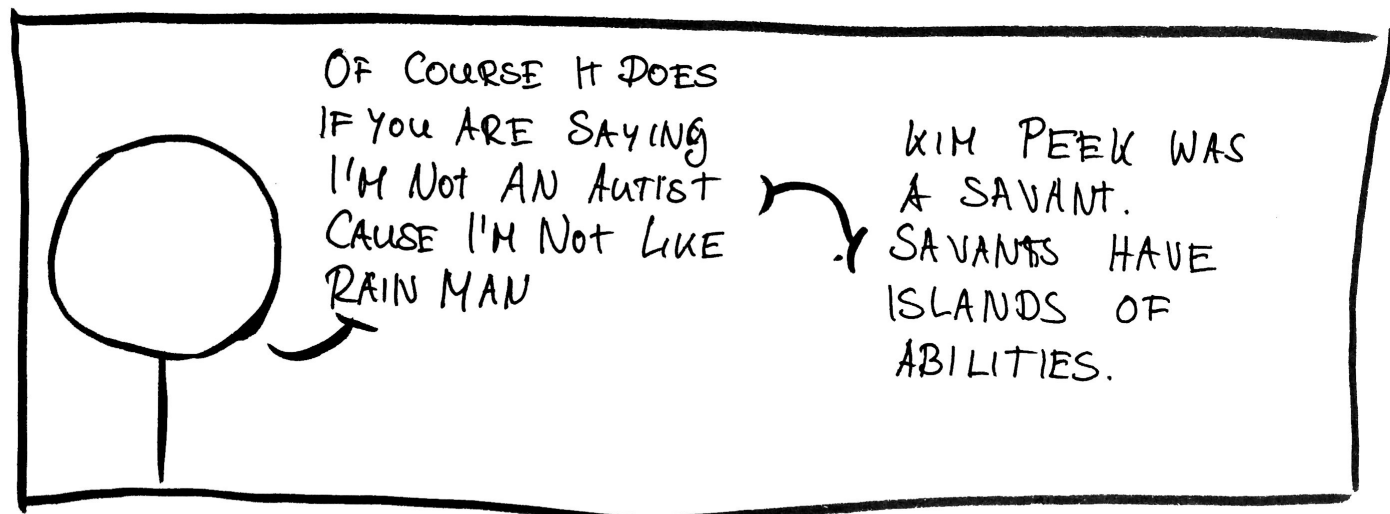 OF COURSE IT DOES
IF YOU ARE SAYING
I'M NOT AN AUTIST
CAUSE I'M NOT LIKE
RAIN MAN
KIM PEEK WAS
A SAVANT.
SAVANTS HAVE
ISLANDS OF
ABILITIES.